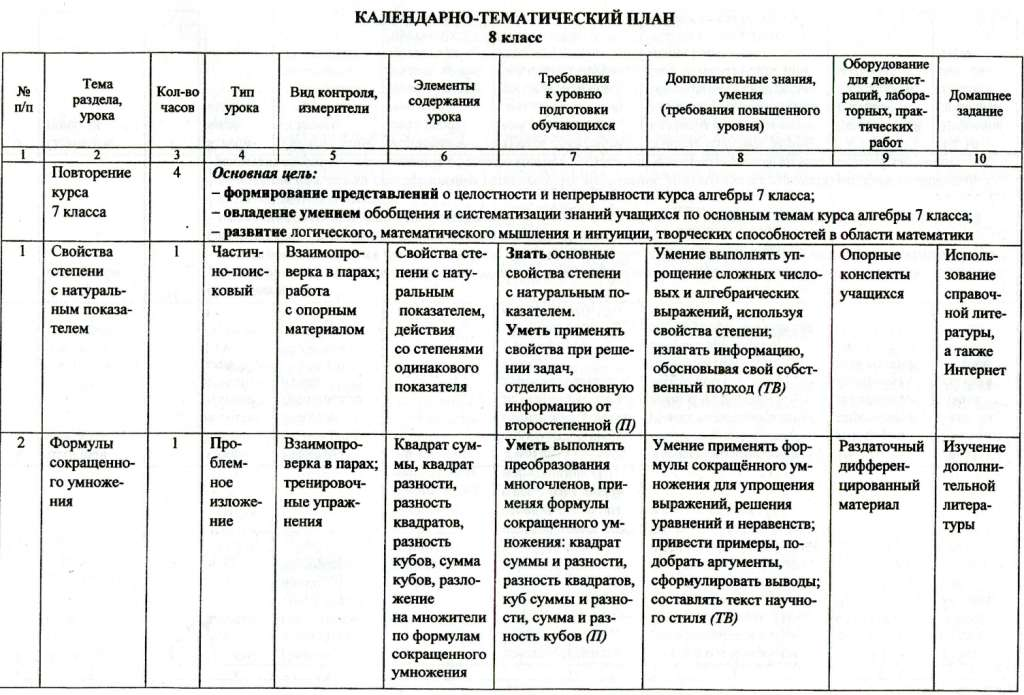 КАЛЕНДАРНО-ТЕМАТИЧЕСКИЙ ПЛАН
8 класс
№
п/п
Тема
раздела,
урока
Кол-во
часов
Тип
урока
Вид контроля,
измерители
Элементы
содержания
урока
Требования
к уровню
подготовки
обучающихся
Дополнительные знания,
умения
(требования повышенного
уровня)
Оборудование
для демонст-
раций, лабора-
торных, прак-
тических
работ
Домашнее
задание
1
2
3
4
5
6
7
8
9
10
Повторение
курса
7 класса
4
Основная цель:
– формирование представлений о целостности и непрерывности курса алгебры 7 класса;
– овладение умением обобщения и систематизации знаний учащихся по основным темам курса алгебры 7 класса;
– развитие логического, математического мышления и интуиции, творческих способностей в области математики
1
Свойства
степени
с натураль-
ным показа-
телем
1
Частич-
но-поис-
ковый
Взаимопро-
верка в парах;
работа
с опорным
материалом
Свойства сте-
пени с нату-
ральным
показателем,
действия
со степенями
одинакового
показателя
Знать основные
свойства степени
с натуральным по-
казателем.
Уметь применять
свойства при реше-
нии задач,
отделить основную
информацию от
второстепенной (П)
Умение выполнять уп-
рощение сложных число-
вых и алгебраических
выражений, используя
свойства степени;
излагать информацию,
обосновывая свой собст-
венный подход (ТВ)
Опорные
конспекты
учащихся
Исполь-
зование
справоч-
ной лите-
ратуры,
а также
Интернет
2
Формулы
сокращенно-
го умноже-
ния
1
Про-
блем-
ное
изложе-
ние
Взаимопро-
верка в парах;
тренировоч-
ные упраж-
нения
Квадрат сум-
мы, квадрат
разности,
разность
квадратов,
разность
кубов, сумма
кубов, разло-
жение
на множители
по формулам
сокращенного
умножения
Уметь выполнять
преобразования
многочленов, при-
меняя формулы
сокращенного ум-
ножения: квадрат
суммы и разности,
разность квадратов,
куб суммы и разно-
сти, сумма и раз-
ность кубов (П)
Умение применять фор-
мулы сокращённого ум-
ножения для упрощения
выражений, решения
уравнений и неравенств;
привести примеры, по-
добрать аргументы,
сформулировать выводы;
составлять текст научно-
го стиля (ТВ)
Раздаточный
дифферен-
цированный
материал
Изучение
дополни-
тельной
литера-
туры